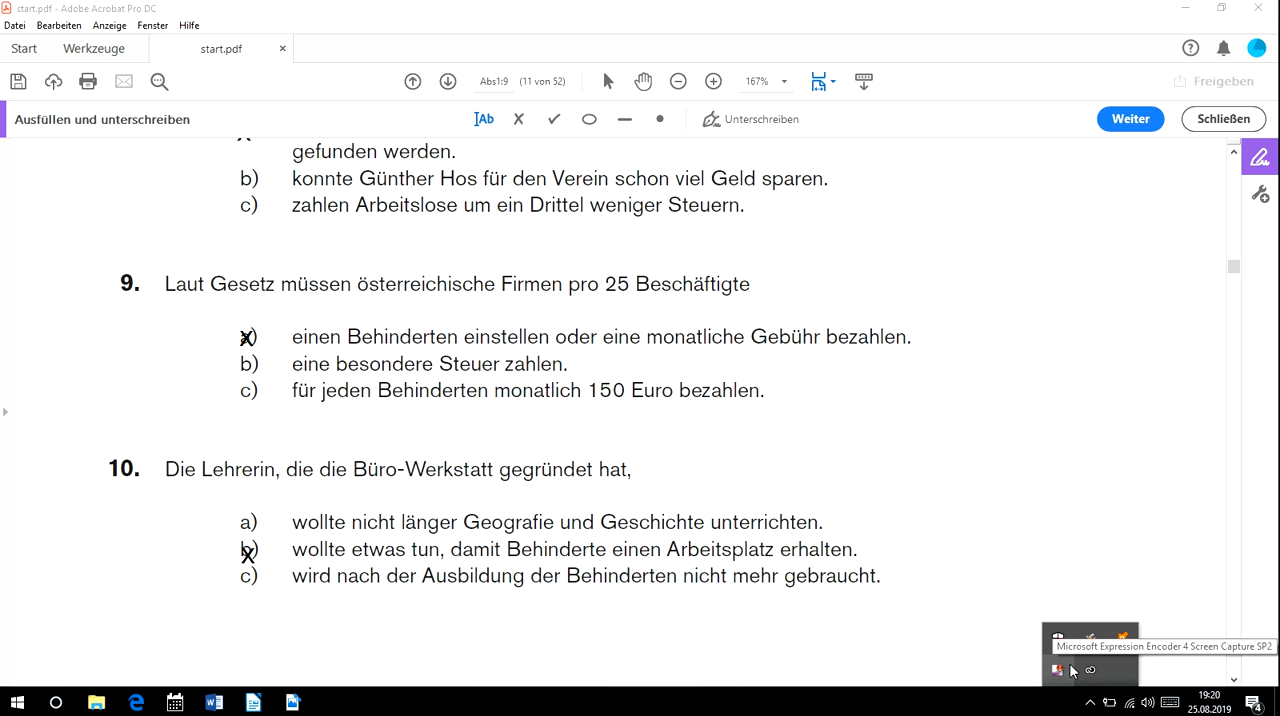 start.pdf - Adobe Acrobat Pro DC
Datei Bearbeiten Anzeige Fenster Hilfe
Start Werkzeuge start.pdf ×
Abs1:9 (11 von 52) 167% Freigeben
Ausfüllen und unterschreiben Ab Unterschreiben Weiter Schließen
gefunden werden.
b) konnte Günther Hos für den Verein schon viel Geld sparen.
c) zahlen Arbeitslose um ein Drittel weniger Steuern.
9. Laut Gesetz müssen österreichische Firmen pro 25 Beschäftigte
a) einen Behinderten einstellen oder eine monatliche Gebühr bezahlen.
b) eine besondere Steuer zahlen.
c) für jeden Behinderten monatlich 150 Euro bezahlen.
10. Die Lehrerin, die die Büro-Werkstatt gegründet hat,
a) wollte nicht länger Geografie und Geschichte unterrichten.
b) wollte etwas tun, damit Behinderte einen Arbeitsplatz erhalten.
c) wird nach der Ausbildung der Behinderten nicht mehr gebraucht.
Microsoft Expression Encoder 4 Screen Capture SP2
19:20
25.08.2019
4